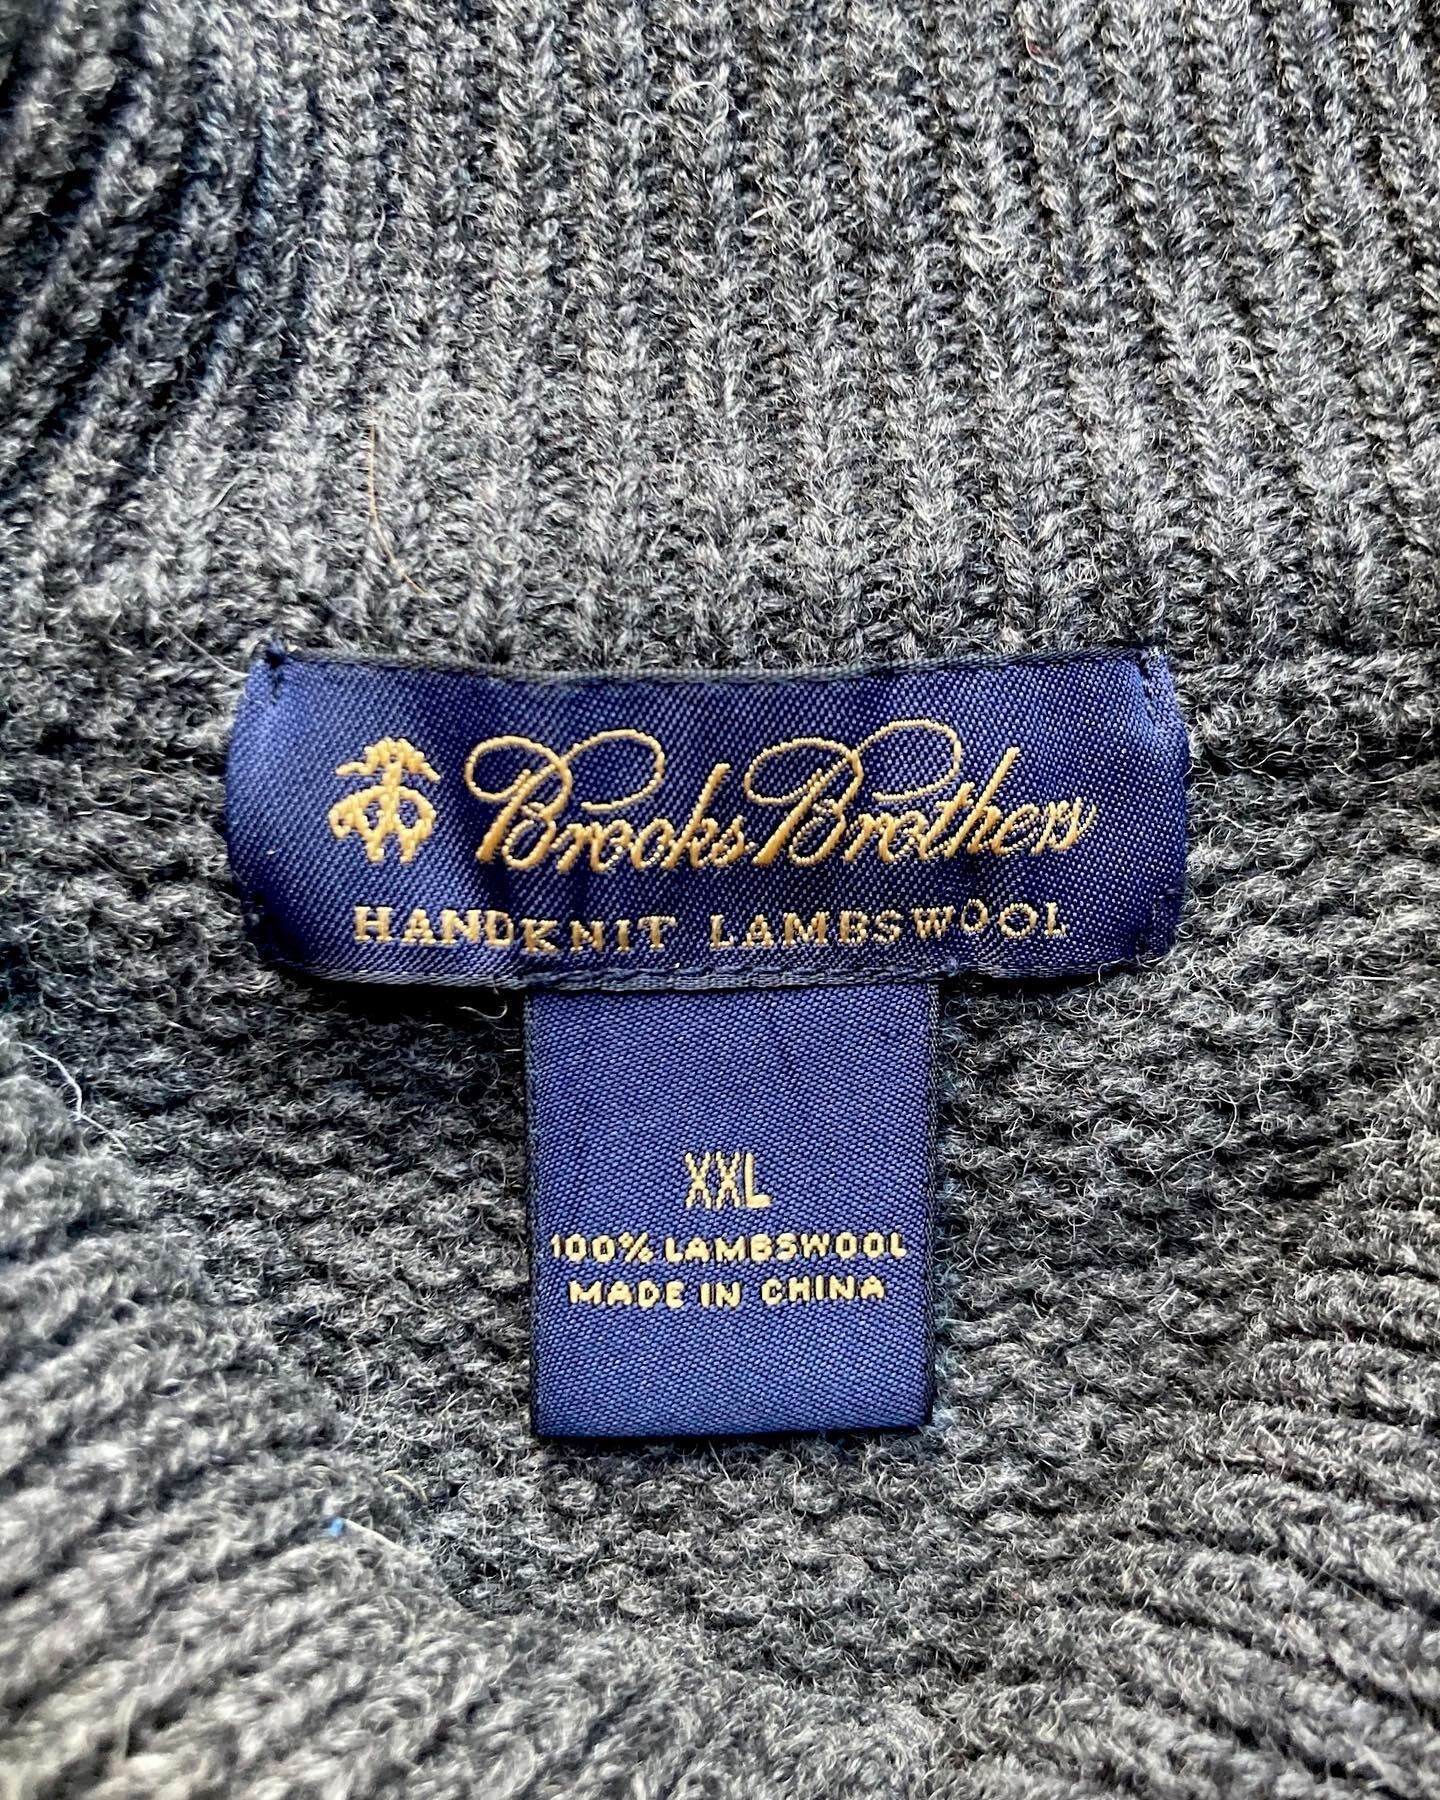 Brooks Brothers
HANDKNIT LAMBSWOOL
XXL
100% LAMBSWOOL
MADE IN CHINA